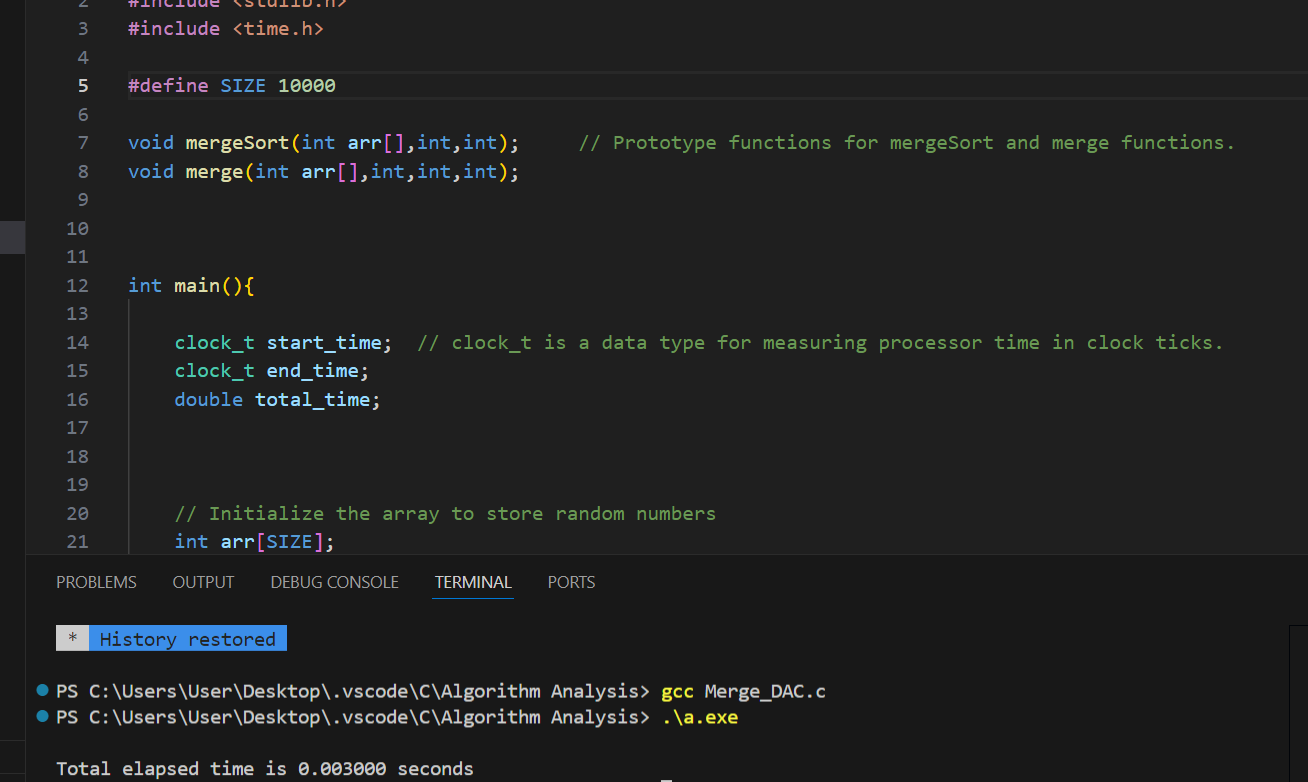 2 #include <stdlib.h>
3 #include <time.h>
4
5 #define SIZE 10000
6
7 void mergeSort(int arr[],int,int); // Prototype functions for mergeSort and merge functions.
8 void merge(int arr[],int,int,int);
9
10
11
12 int main(){
13
14 clock_t start_time; // clock_t is a data type for measuring processor time in clock ticks.
15 clock_t end_time;
16 double total_time;
17
18
19
20 // Initialize the array to store random numbers
21 int arr[SIZE];
PROBLEMS OUTPUT DEBUG CONSOLE TERMINAL PORTS
* History restored
PS C:\Users\User\Desktop\.vscode\C\Algorithm Analysis> gcc Merge_DAC.c
PS C:\Users\User\Desktop\.vscode\C\Algorithm Analysis> .\a.exe
Total elapsed time is 0.003000 seconds